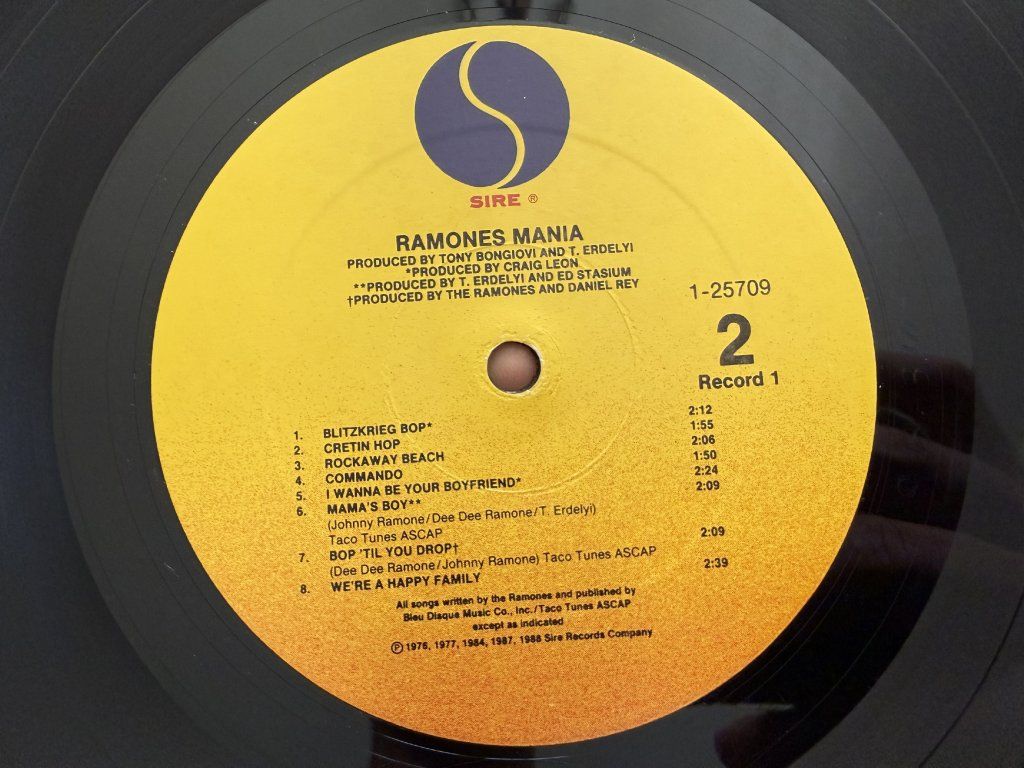 SIRE ®
RAMONES MANIA
PRODUCED BY TONY BONGIOVI AND T. ERDELYI
*PRODUCED BY CRAIG LEON
**PRODUCED BY T. ERDELYI AND ED STASIUM
†PRODUCED BY THE RAMONES AND DANIEL REY
1-25709
2
Record 1
1. BLITZKRIEG BOP* 2:12
2. CRETIN HOP 1:55
3. ROCKAWAY BEACH 2:06
4. COMMANDO 1:50
5. I WANNA BE YOUR BOYFRIEND* 2:24
6. MAMA'S BOY** 2:09
(Johnny Ramone/Dee Dee Ramone/T. Erdelyi)
Taco Tunes ASCAP
7. BOP 'TIL YOU DROP† 2:09
(Dee Dee Ramone/Johnny Ramone) Taco Tunes ASCAP
8. WE'RE A HAPPY FAMILY 2:39
All songs written by the Ramones and published by
Bleu Disque Music Co., Inc./Taco Tunes ASCAP
except as indicated
℗ 1976, 1977, 1984, 1987, 1988 Sire Records Company